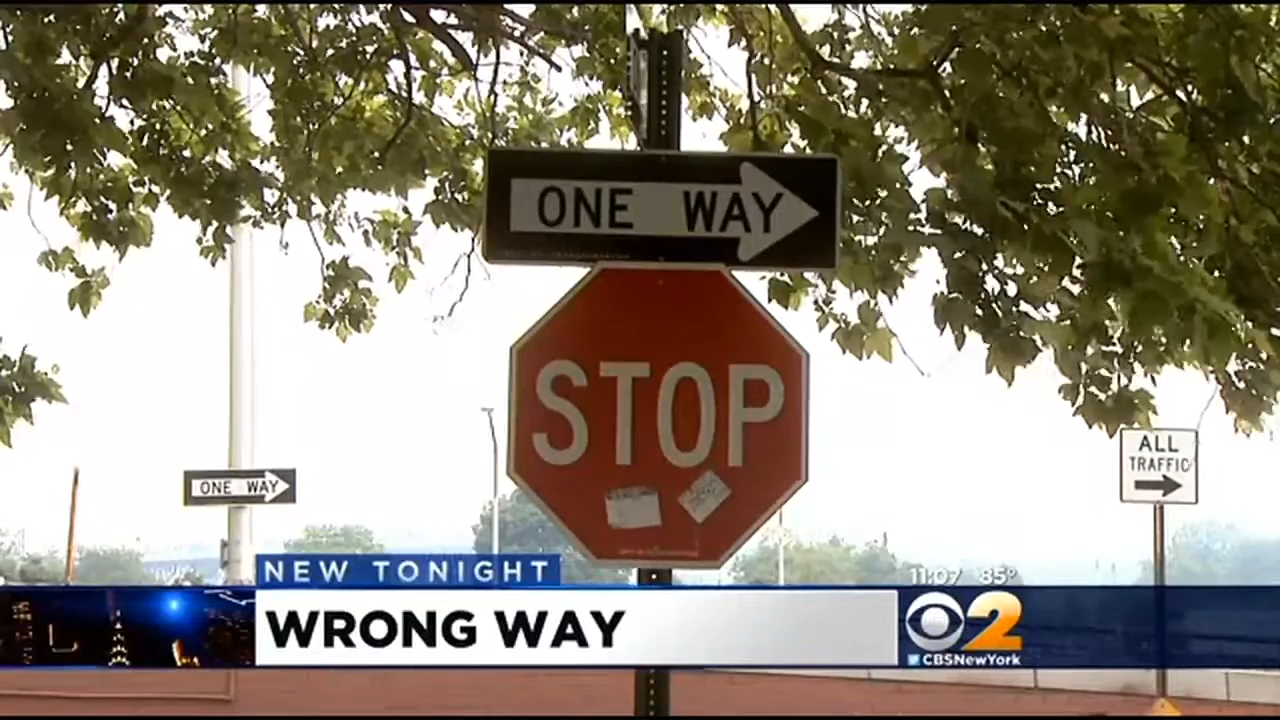 ONE WAY
STOP
ONE WAY
ALL
TRAFFIC
NEW TONIGHT
WRONG WAY
11:07 85°
2
CBSNewYork